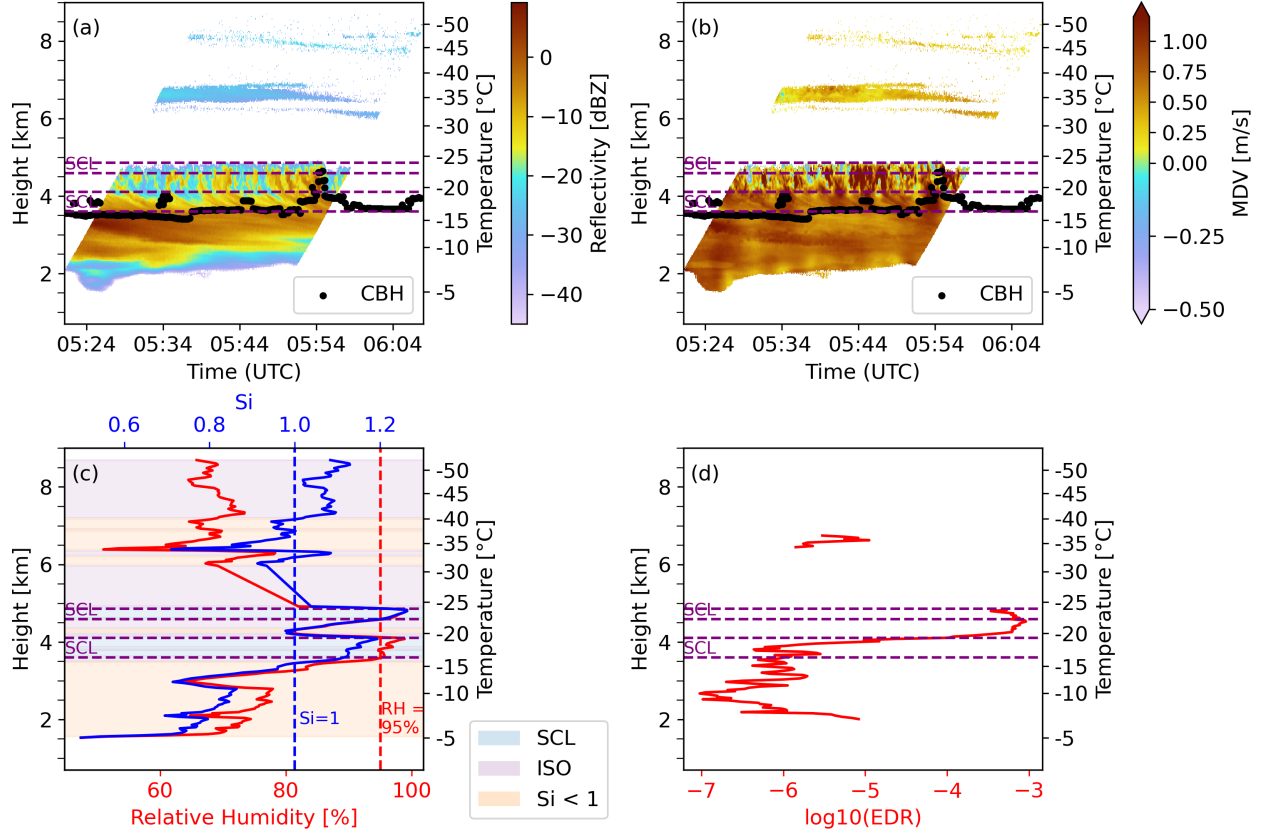 (a)
8
6
4
2
Height [km]
SCL
SCL
CBH
05:24 05:34 05:44 05:54 06:04
Time (UTC)
-50
-45
-40
-35
-30
-25
-20
-15
-10
-5
Temperature [°C]
0
−10
−20
−30
−40
Reflectivity [dBZ]
(b)
8
6
4
2
Height [km]
SCL
SCL
CBH
05:24 05:34 05:44 05:54 06:04
Time (UTC)
-50
-45
-40
-35
-30
-25
-20
-15
-10
-5
Temperature [°C]
1.00
0.75
0.50
0.25
0.00
−0.25
−0.50
MDV [m/s]
Si
0.6 0.8 1.0 1.2
(c)
8
6
4
2
Height [km]
SCL
SCL
Si=1
RH =
95%
60 80 100
Relative Humidity [%]
-50
-45
-40
-35
-30
-25
-20
-15
-10
-5
Temperature [°C]
SCL
ISO
Si < 1
(d)
8
6
4
2
Height [km]
SCL
SCL
−7 −6 −5 −4 −3
log10(EDR)
-50
-45
-40
-35
-30
-25
-20
-15
-10
-5
Temperature [°C]